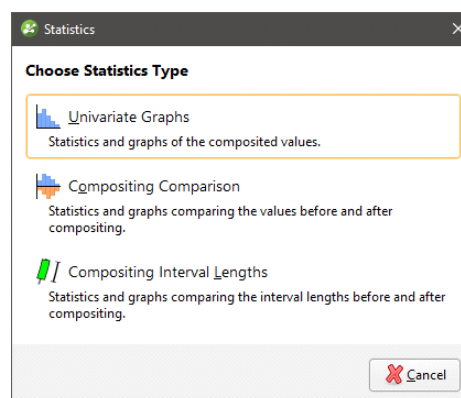 Statistics
Choose Statistics Type
Univariate Graphs
Statistics and graphs of the composited values.
Compositing Comparison
Statistics and graphs comparing the values before and after
compositing.
Compositing Interval Lengths
Statistics and graphs comparing the interval lengths before and after
compositing.
Cancel